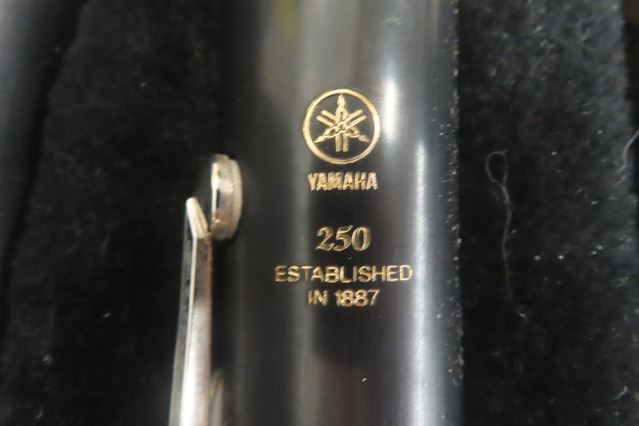 YAMAHA
250
ESTABLISHED
IN 1887